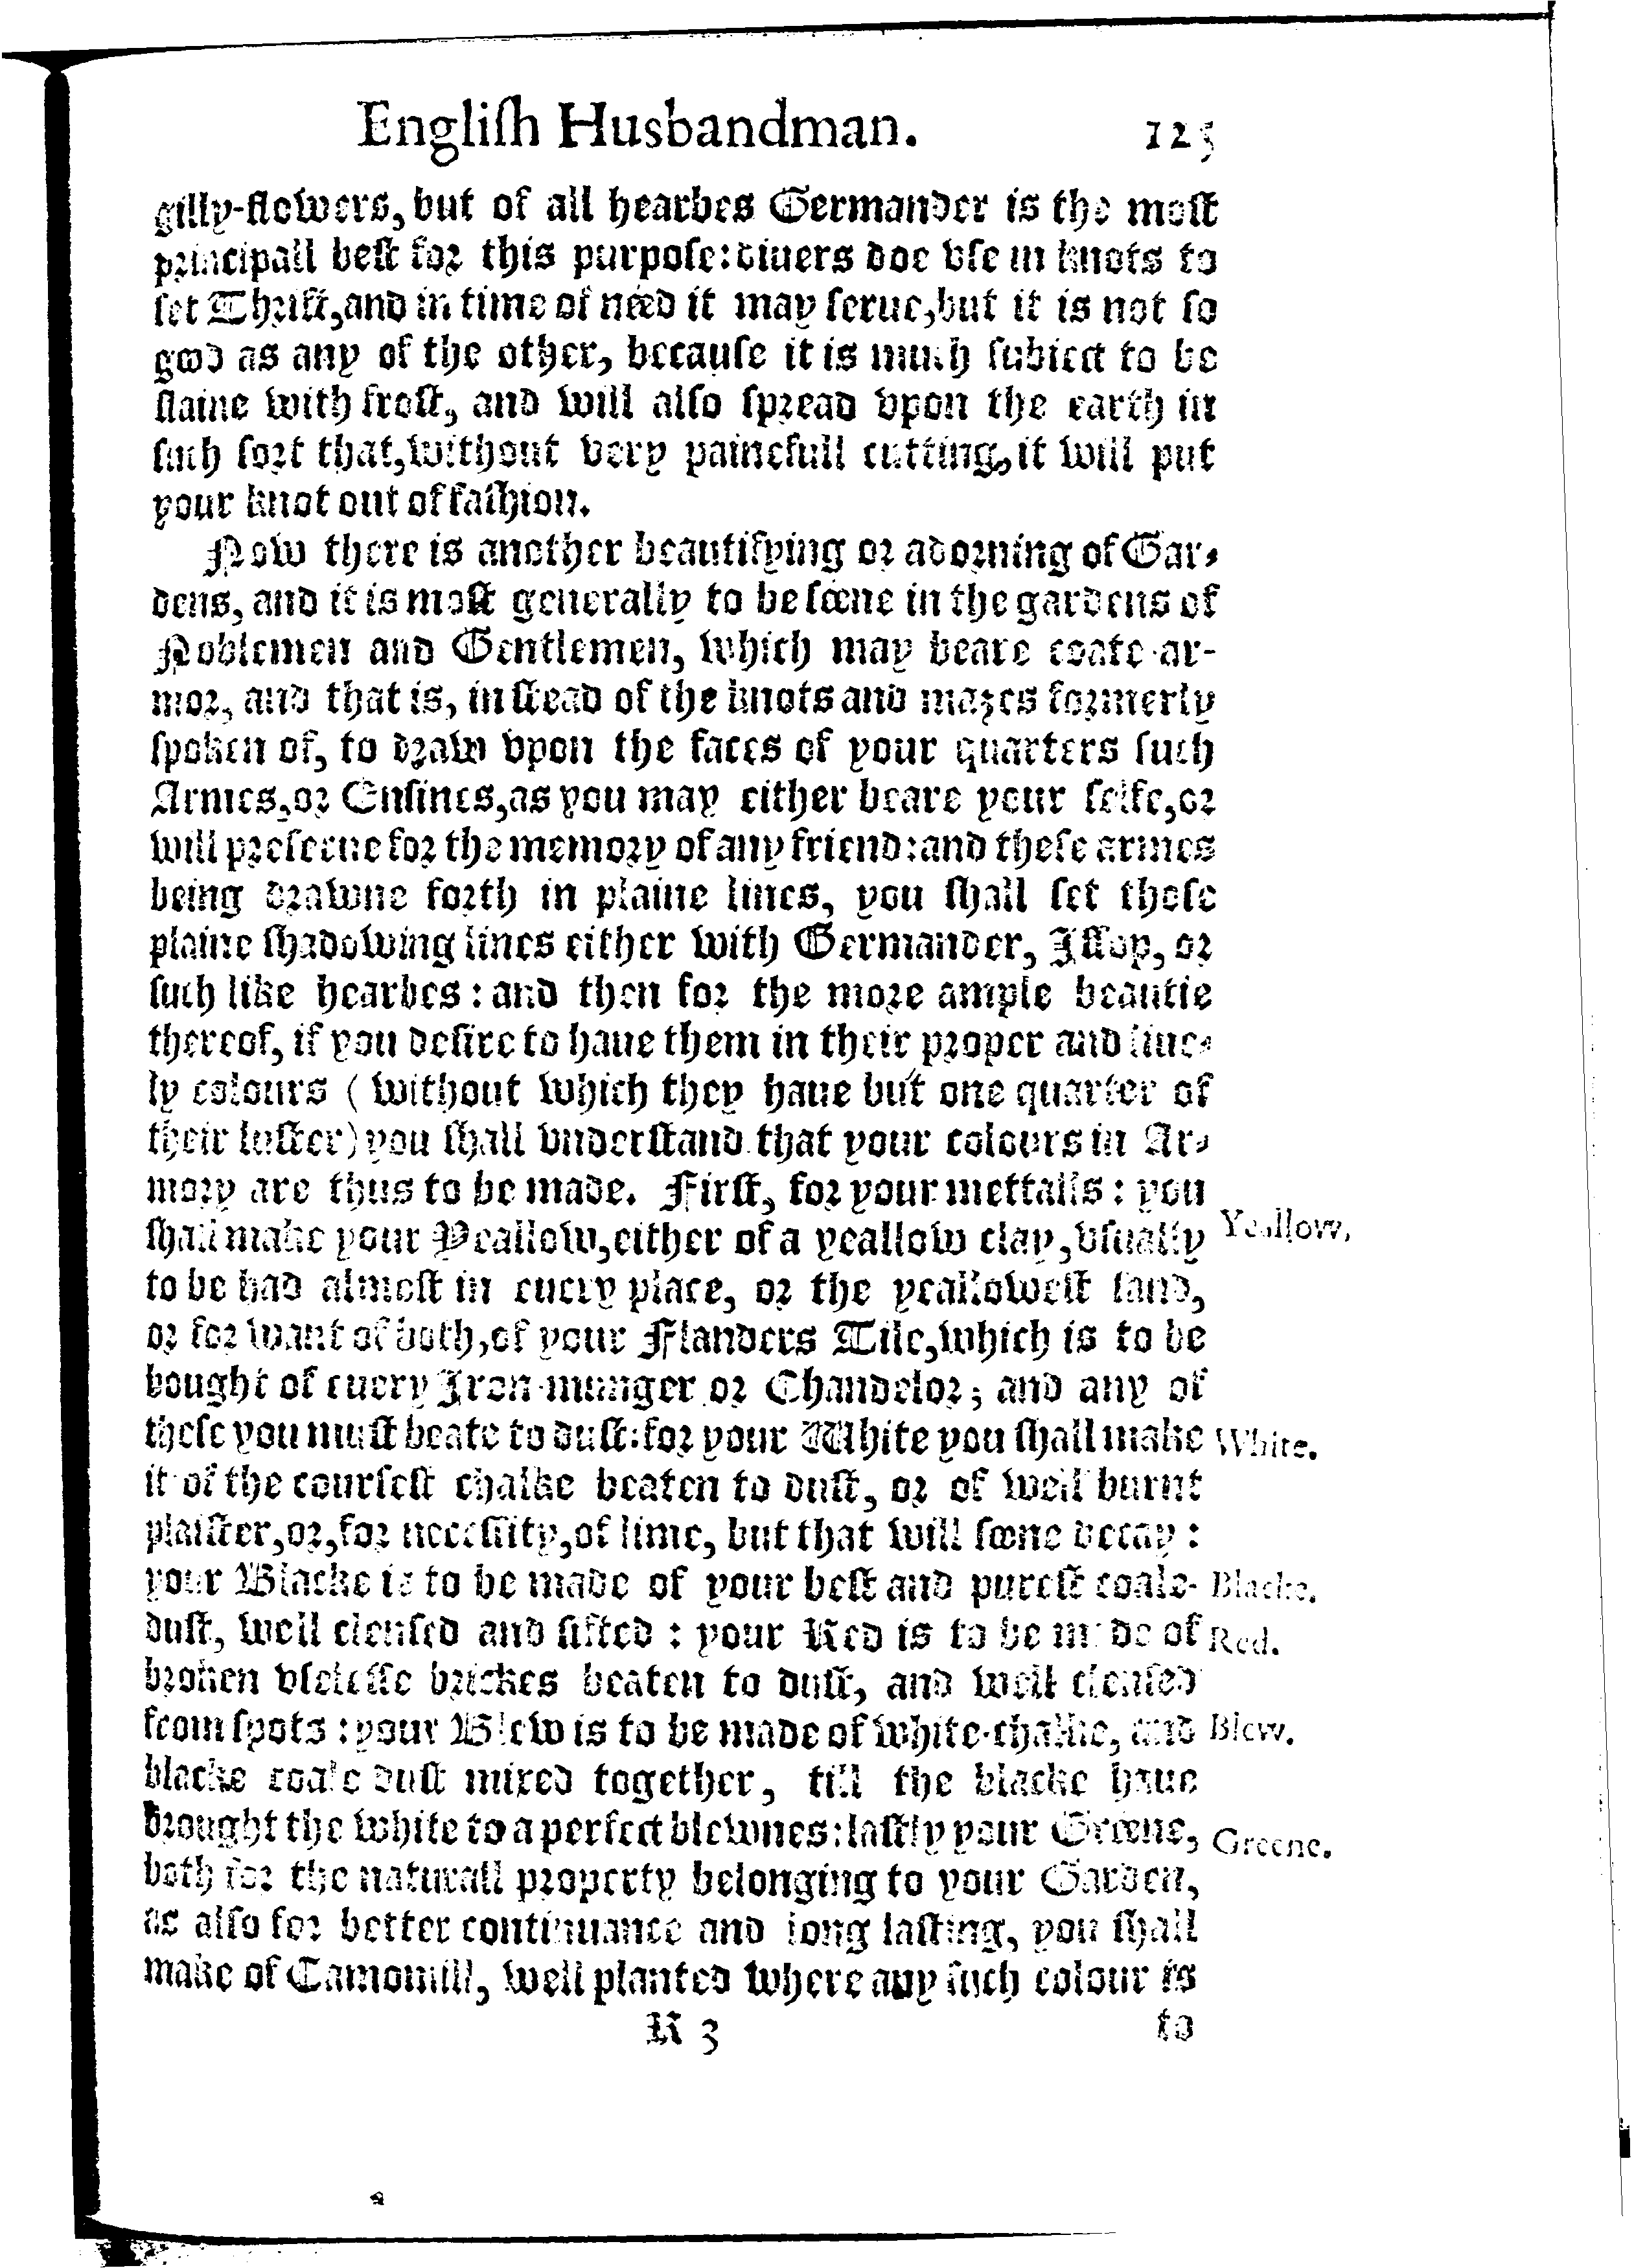 Engliſh Husbandman. 125
gilly-flowers, but of all hearbes Germander is the moſt
principall beſt for this purpoſe: diuers doe vſe in knots to
ſet Thrift, and in time of néed it may ſerue, but it is not ſo
good as any of the other, becauſe it is much ſubiect to be
ſlaine with froſt, and will alſo ſpread vpon the earth in
ſuch ſort that, without very painefull cutting, it will put
your knot out of faſhion.
Now there is another beautifying or adorning of Gar-
dens, and it is moſt generally to be ſéene in the gardens of
Noblemen and Gentlemen, which may beare coate-ar-
mor, and that is, in ſtead of the knots and mazes formerly
ſpoken of, to draw vpon the faces of your quarters ſuch
Armes, or Enſines, as you may either beare your ſelfe, or
will preſerue for the memory of any friend: and theſe armes
being drawne forth in plaine lines, you ſhall ſet thoſe
plaine ſhadowing lines either with Germander, Iſſop, or
ſuch like hearbes: and then for the more ample beautie
thereof, if you deſire to haue them in their proper and liue-
ly colours (without which they haue but one quarter of
their luſter) you ſhall vnderſtand that your colours in Ar-
mory are thus to be made. Firſt, for your mettalls: you
ſhall make your Yeallow, either of a yeallow clay, vſually Yeallow.
to be had almoſt in euery place, or the yealloweſt ſand,
or for want of both, of your Flanders Tile, which is to be
bought of euery Iron-munger or Chandelor; and any of
theſe you muſt beate to duſt: for your White you ſhall make White.
it of the courſeſt chalke beaten to duſt, or of well burnt
plaiſter, or, for neceſſity, of lime, but that will ſoone decay:
your Blacke is to be made of your beſt and pureſt coale- Blacke.
duſt, well clenſed and ſifted: your Red is to be made of Red.
broken vſeleſſe brickes beaten to duſt, and well clenſed
from ſpots: your Blew is to be made of white-chalke, and Blew.
blacke coale duſt mixed together, till the blacke haue
brought the white to a perfect blewnes: laſtly your Gréene, Greene.
both for the naturall property belonging to your Garden,
as alſo for better continuance and long laſting, you ſhall
make of Camomill, well planted where any ſuch colour is
R 3 to